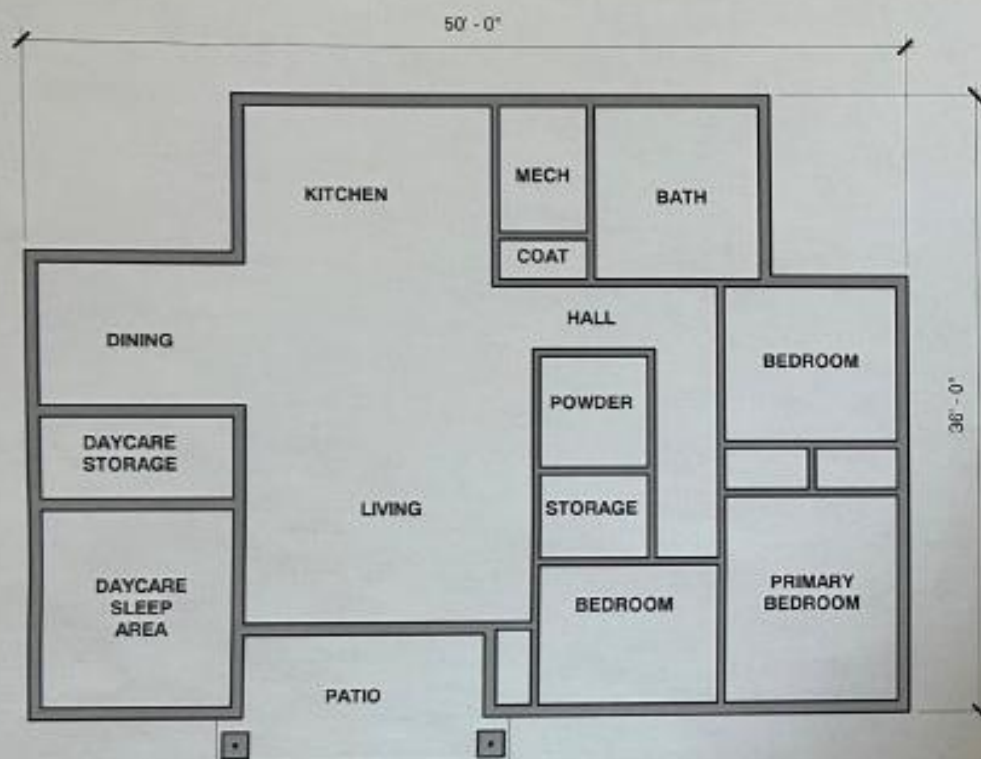 50' - 0"
KITCHEN
MECH
BATH
COAT
HALL
DINING
BEDROOM
POWDER
36' - 0"
DAYCARE
STORAGE
LIVING
STORAGE
DAYCARE
SLEEP
AREA
BEDROOM
PRIMARY
BEDROOM
PATIO